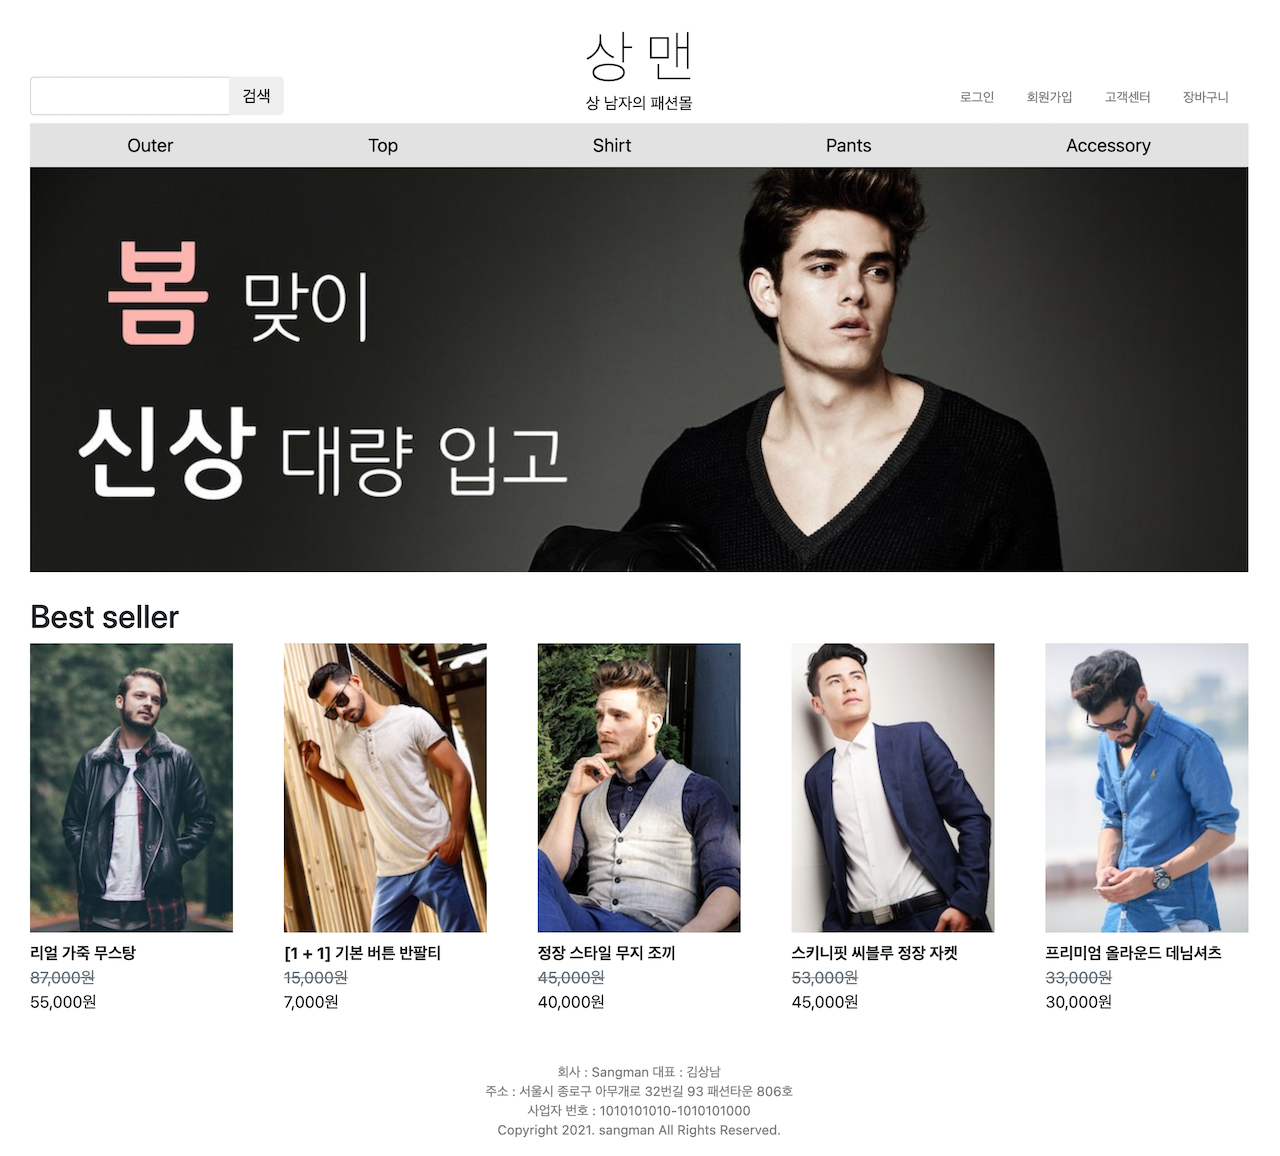 상 맨
상 남자의 패션몰
검색
로그인 회원가입 고객센터 장바구니
Outer Top Shirt Pants Accessory
봄 맞이
신상 대량 입고
Best seller
리얼 가죽 무스탕
87,000원
55,000원
[1 + 1] 기본 버튼 반팔티
15,000원
7,000원
정장 스타일 무지 조끼
45,000원
40,000원
스키니핏 씨블루 정장 자켓
53,000원
45,000원
프리미엄 올라운드 데님셔츠
33,000원
30,000원
회사 : Sangman 대표 : 김상남
주소 : 서울시 종로구 아무개로 32번길 93 패션타운 806호
사업자 번호 : 1010101010-1010101000
Copyright 2021. sangman All Rights Reserved.